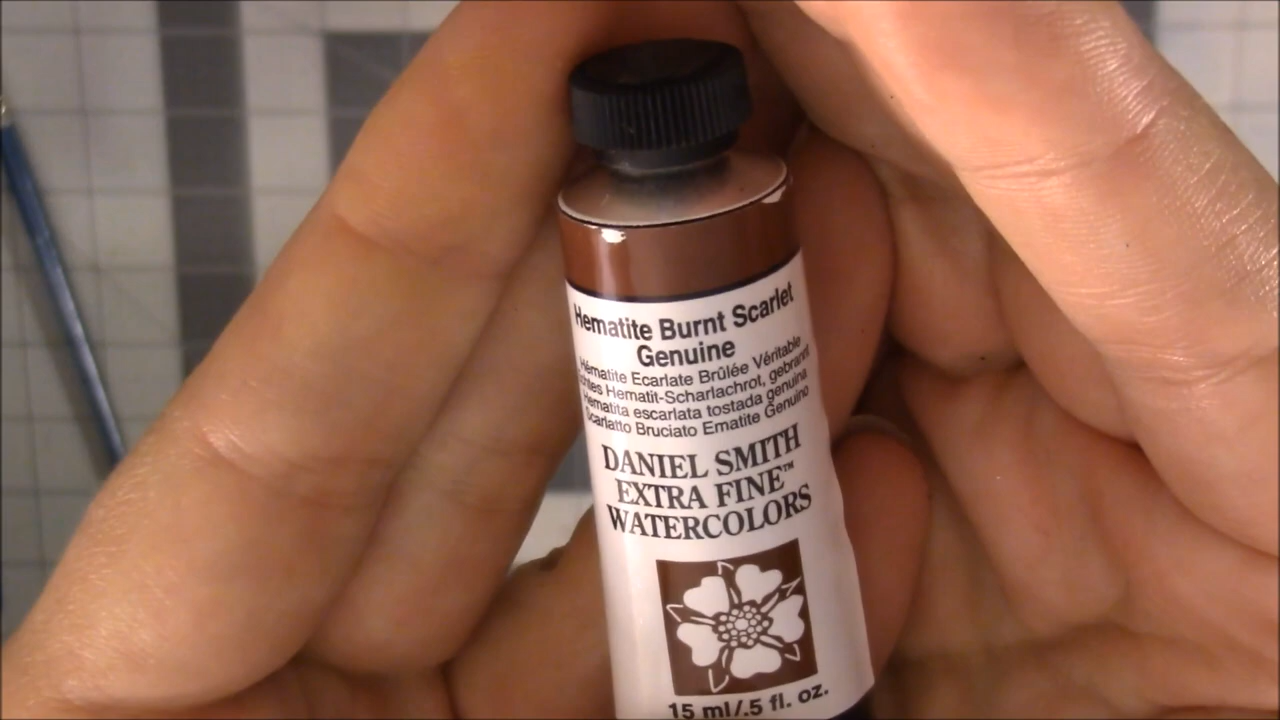 Hematite Burnt Scarlet
Genuine
Hématite Ecarlate Brûlée Véritable
Hematit-Scharlachrot, gebrannt
Hematita escarlata tostada genuina
Scarlatto Bruciato Ematite Genuino
DANIEL SMITH
EXTRA FINE™
WATERCOLORS
15 ml/.5 fl. oz.